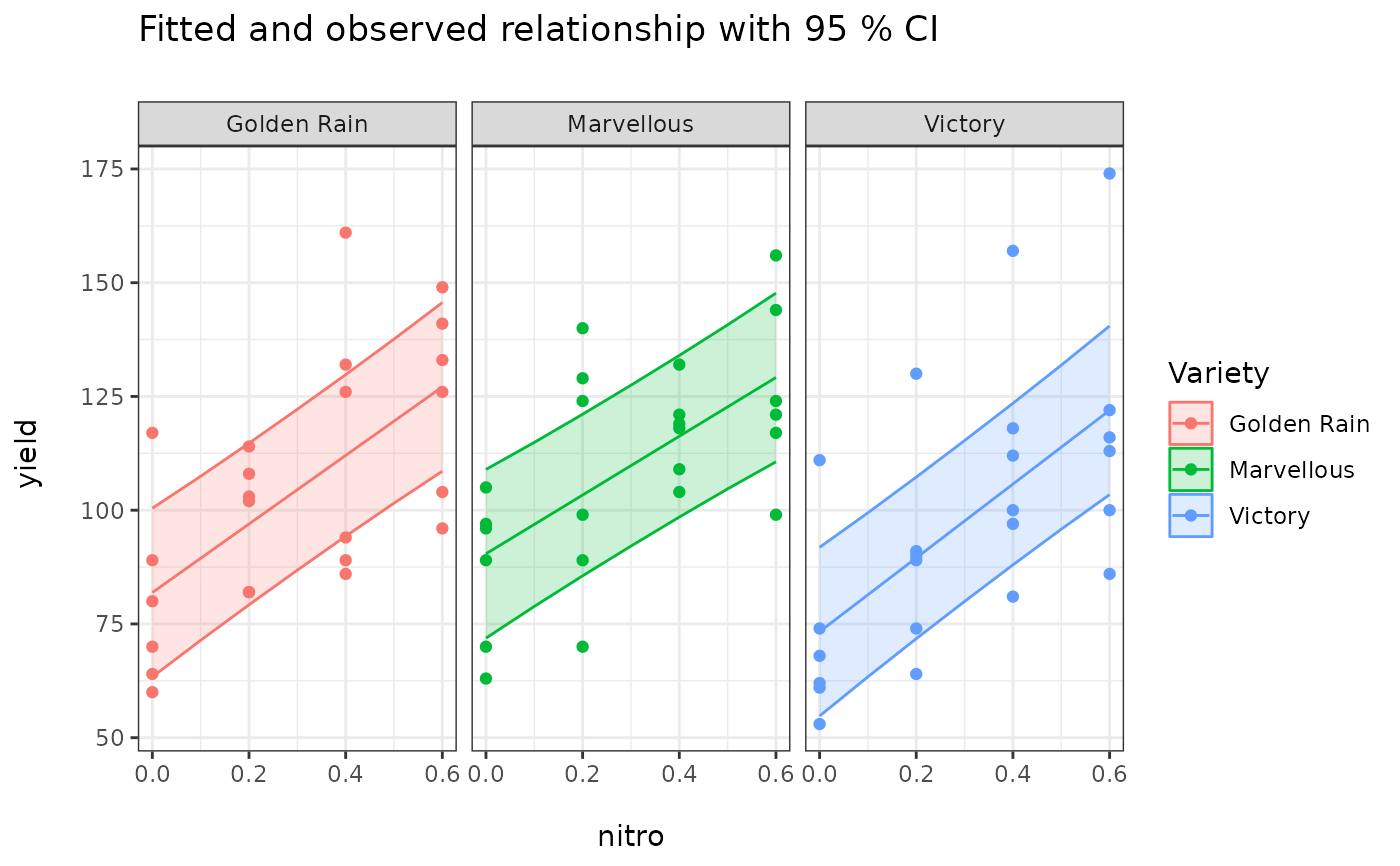 Fitted and observed relationship with 95 % CI
Golden Rain Marvellous Victory
175
150
125
100
75
50
yield
0.0 0.2 0.4 0.6 0.0 0.2 0.4 0.6 0.0 0.2 0.4 0.6
nitro
Variety
Golden Rain
Marvellous
Victory